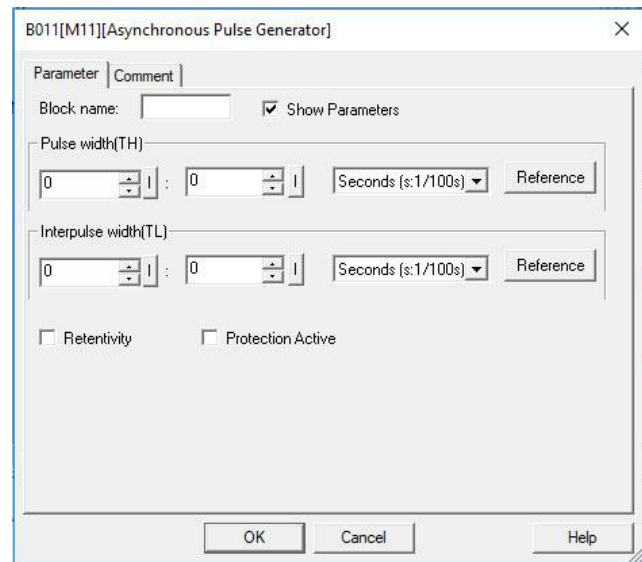 B011[M11][Asynchronous Pulse Generator]
Parameter Comment
Block name: Show Parameters
Pulse width(TH)
0 : 0 Seconds (s:1/100s) Reference
Interpulse width(TL)
0 : 0 Seconds (s:1/100s) Reference
Retentivity Protection Active
OK Cancel Help